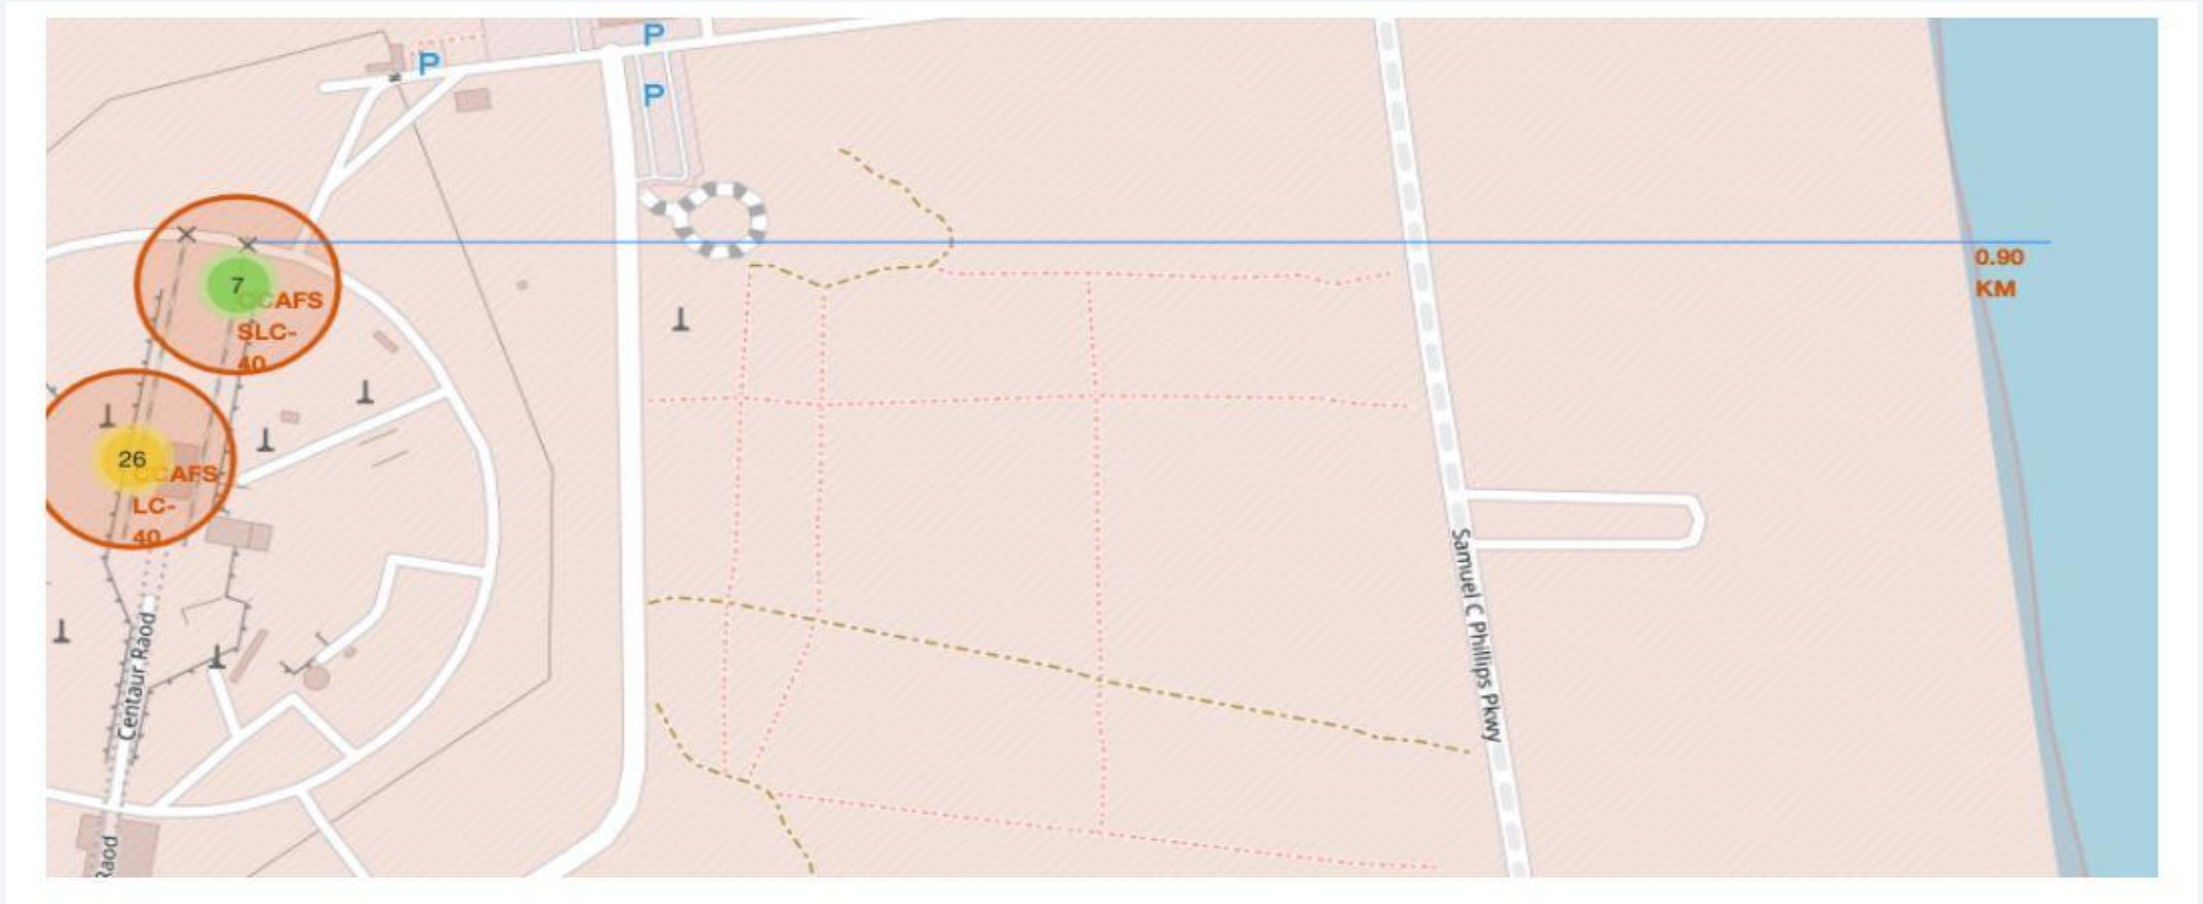 P
P
P
7
CCAFS
SLC-
40
0.90
KM
26
CCAFS
LC-
40
Samuel C Phillips Pkwy
Centaur Raod
Raod